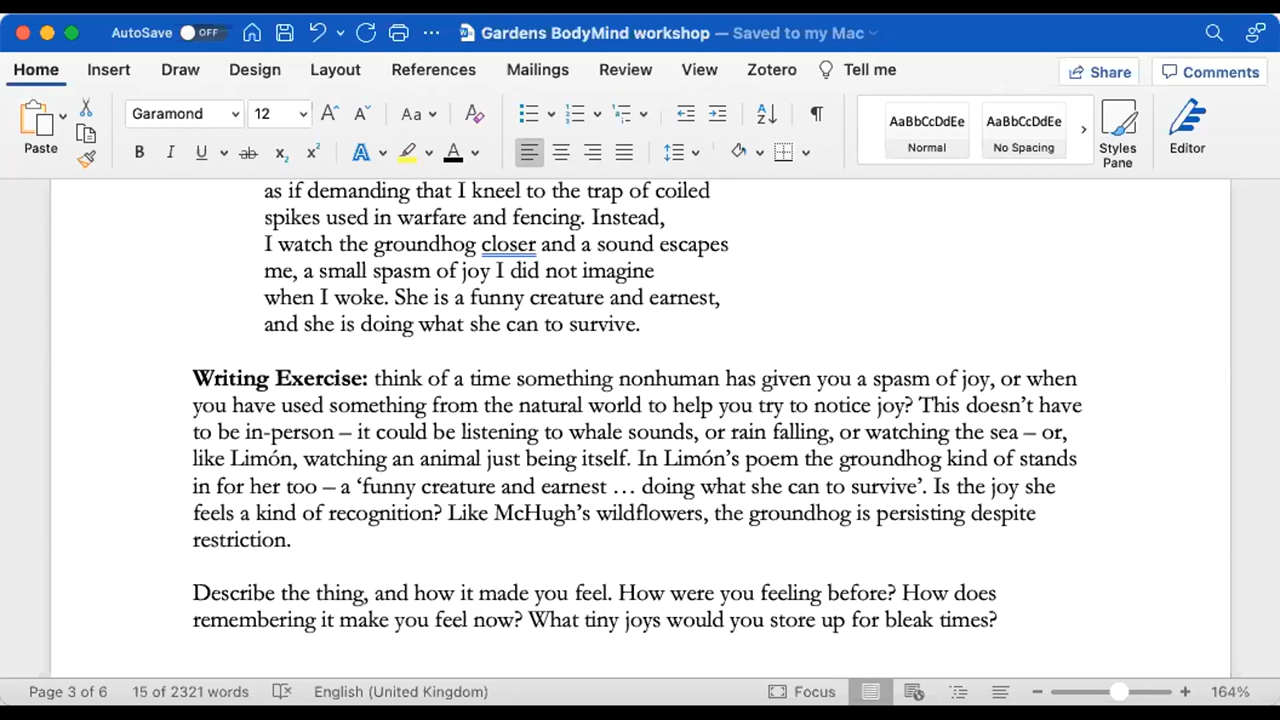 AutoSave OFF Gardens BodyMind workshop — Saved to my Mac
Home Insert Draw Design Layout References Mailings Review View Zotero Tell me Share Comments
Garamond 12 Aa AaBbCcDdEe AaBbCcDdEe
Paste Normal No Spacing Styles Pane Editor
as if demanding that I kneel to the trap of coiled
spikes used in warfare and fencing. Instead,
I watch the groundhog closer and a sound escapes
me, a small spasm of joy I did not imagine
when I woke. She is a funny creature and earnest,
and she is doing what she can to survive.
Writing Exercise: think of a time something nonhuman has given you a spasm of joy, or when
you have used something from the natural world to help you try to notice joy? This doesn’t have
to be in-person – it could be listening to whale sounds, or rain falling, or watching the sea – or,
like Limón, watching an animal just being itself. In Limón’s poem the groundhog kind of stands
in for her too – a ‘funny creature and earnest … doing what she can to survive’. Is the joy she
feels a kind of recognition? Like McHugh’s wildflowers, the groundhog is persisting despite
restriction.
Describe the thing, and how it made you feel. How were you feeling before? How does
remembering it make you feel now? What tiny joys would you store up for bleak times?
Page 3 of 6 15 of 2321 words English (United Kingdom) Focus 164%